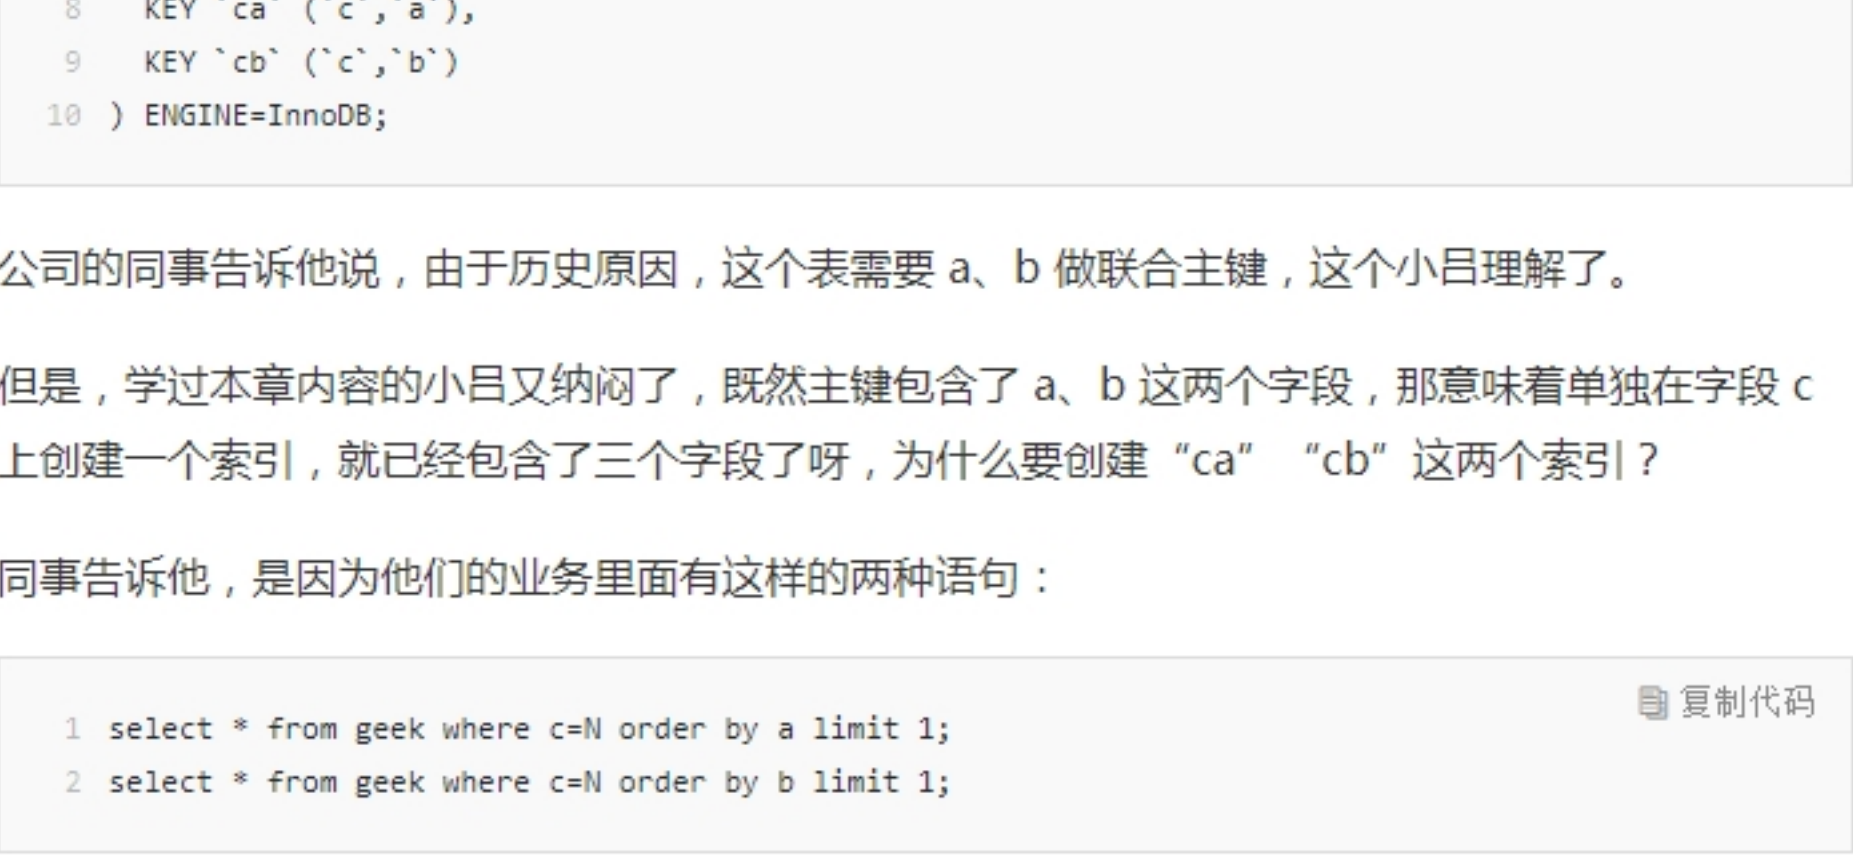 8 KEY `ca` (`c`,`a`),
9 KEY `cb` (`c`,`b`)
10 ) ENGINE=InnoDB;
公司的同事告诉他说，由于历史原因，这个表需要 a、b 做联合主键，这个小吕理解了。
但是，学过本章内容的小吕又纳闷了，既然主键包含了 a、b 这两个字段，那意味着单独在字段 c
上创建一个索引，就已经包含了三个字段了呀，为什么要创建“ca”“cb”这两个索引？
同事告诉他，是因为他们的业务里面有这样的两种语句：
复制代码
1 select * from geek where c=N order by a limit 1;
2 select * from geek where c=N order by b limit 1;